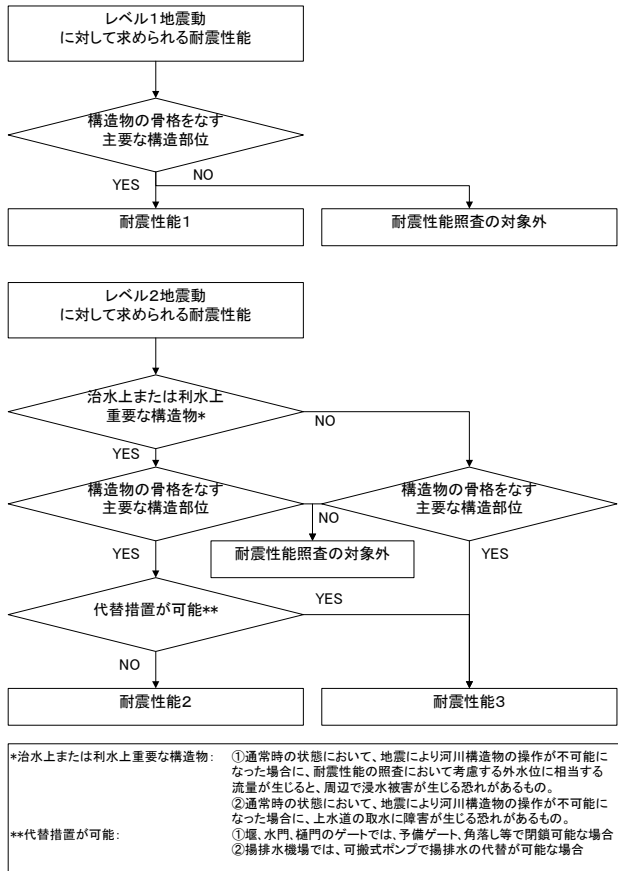 レベル1地震動
に対して求められる耐震性能
構造物の骨格をなす
主要な構造部位
YES
NO
耐震性能1
耐震性能照査の対象外
レベル2地震動
に対して求められる耐震性能
治水上または利水上
重要な構造物*
NO
YES
構造物の骨格をなす
主要な構造部位
構造物の骨格をなす
主要な構造部位
NO
YES
耐震性能照査の対象外
YES
代替措置が可能**
YES
NO
耐震性能2
耐震性能3
*治水上または利水上重要な構造物: ①通常時の状態において、地震により河川構造物の操作が不可能に
なった場合に、耐震性能の照査において考慮する外水位に相当する
流量が生じると、周辺で浸水被害が生じる恐れがあるもの。
②通常時の状態において、地震により河川構造物の操作が不可能に
なった場合に、上水道の取水に障害が生じる恐れがあるもの。
**代替措置が可能: ①堰、水門、樋門のゲートでは、予備ゲート、角落し等で閉鎖可能な場合
②揚排水機場では、可搬式ポンプで揚排水の代替が可能な場合